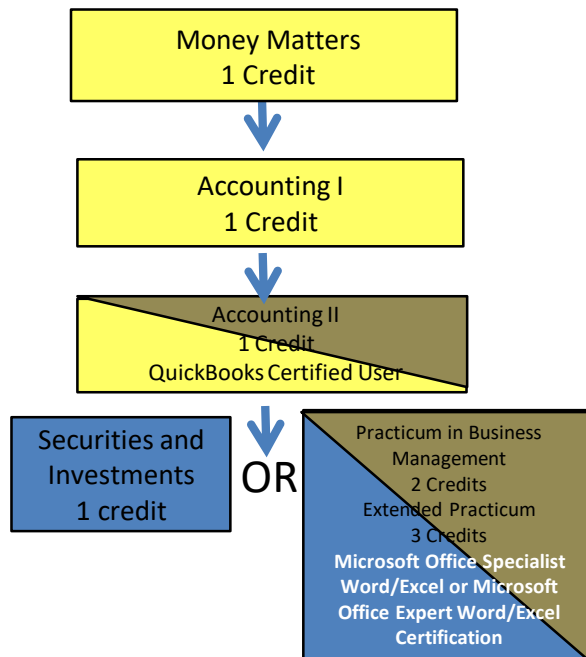 Money Matters
1 Credit
Accounting I
1 Credit
Accounting II
1 Credit
QuickBooks Certified User
Securities and
Investments
1 credit
OR
Practicum in Business
Management
2 Credits
Extended Practicum
3 Credits
Microsoft Office Specialist
Word/Excel or Microsoft
Office Expert Word/Excel
Certification